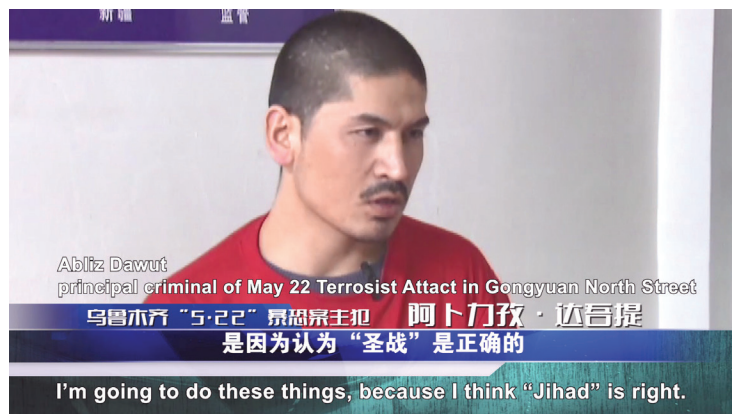 新疆
监管
Abliz Dawut
principal criminal of May 22 Terrosist Attact in Gongyuan North Street
乌鲁木齐“5·22”暴恐案主犯 阿卜力孜·达吾提
是因为认为“圣战”是正确的
I'm going to do these things, because I think “Jihad” is right.